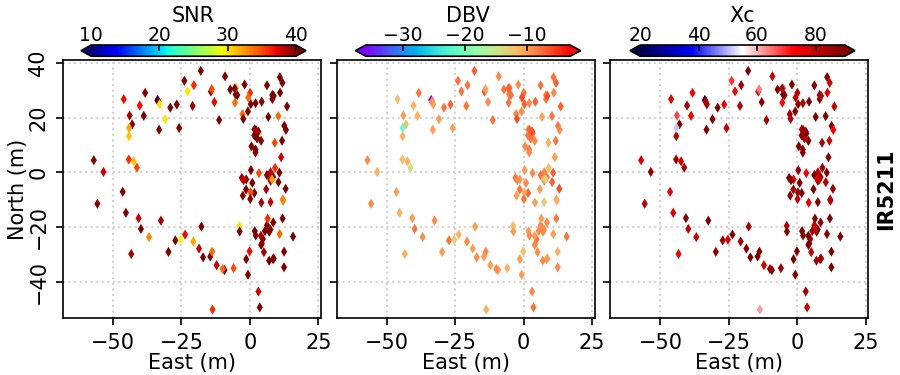 SNR DBV Xc
10 20 30 40 −30 −20 −10 20 40 60 80
40
20
0
−20
−40
North (m)
−50 −25 0 25 −50 −25 0 25 −50 −25 0 25
East (m) East (m) East (m)
IR5211